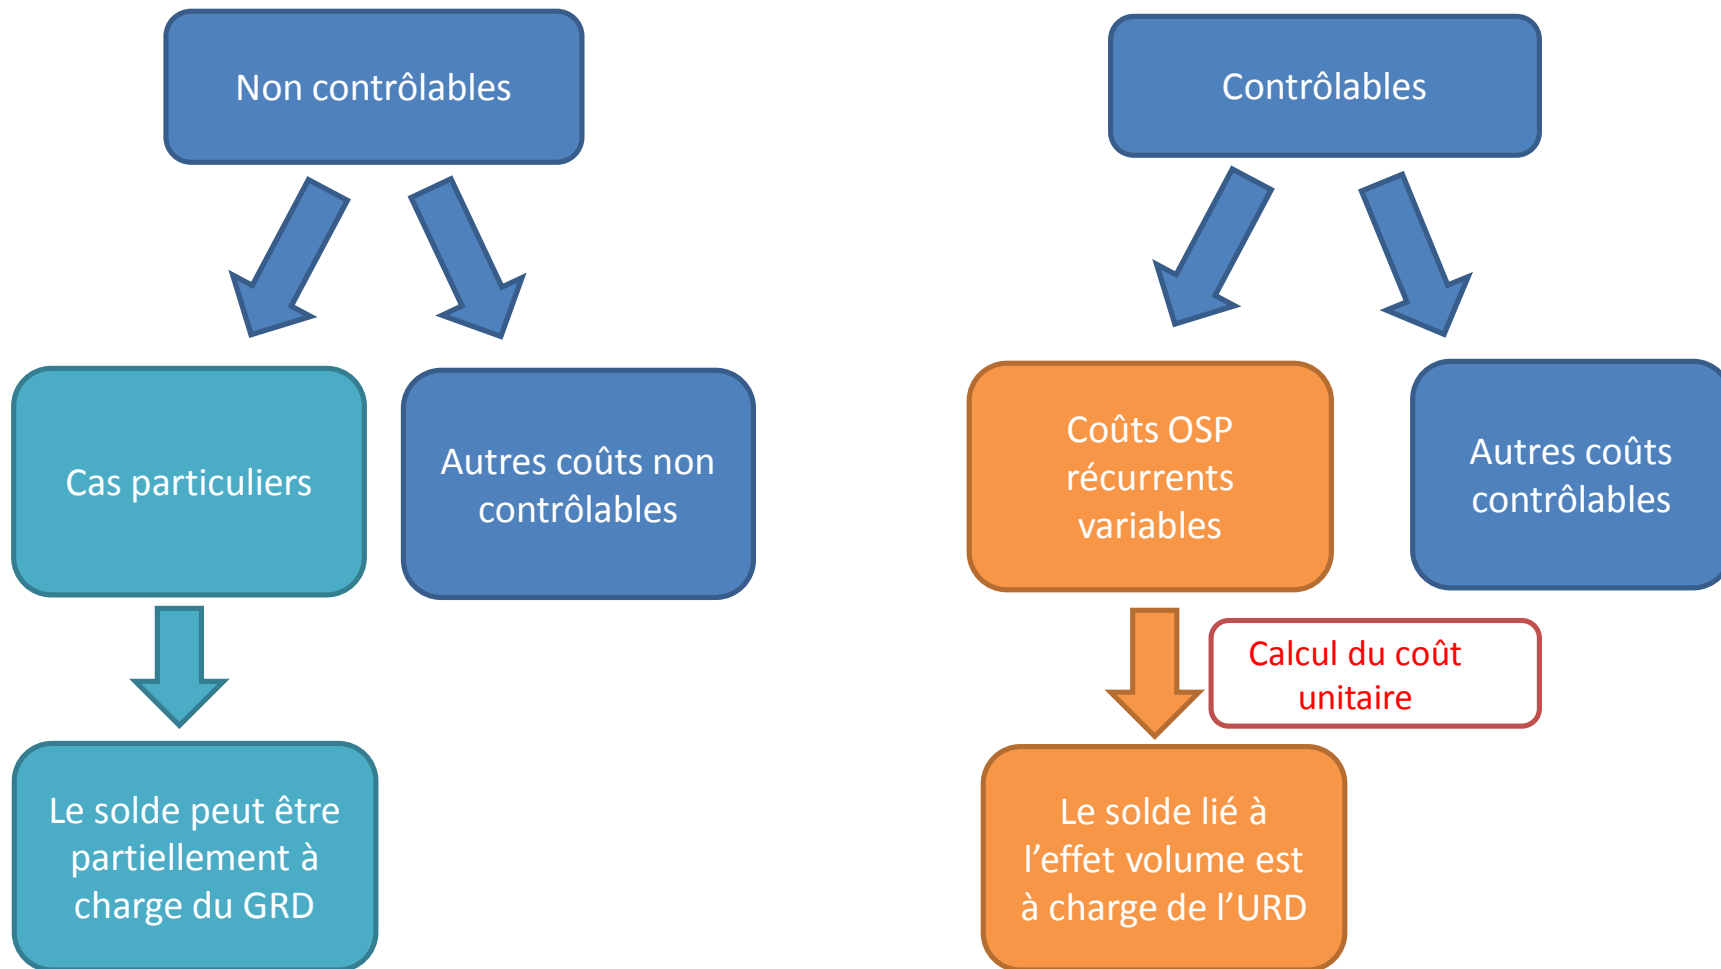 Non contrôlables
Contrôlables
Cas particuliers
Autres coûts non
contrôlables
Coûts OSP
récurrents
variables
Autres coûts
contrôlables
Calcul du coût
unitaire
Le solde peut être
partiellement à
charge du GRD
Le solde lié à
l’effet volume est
à charge de l’URD